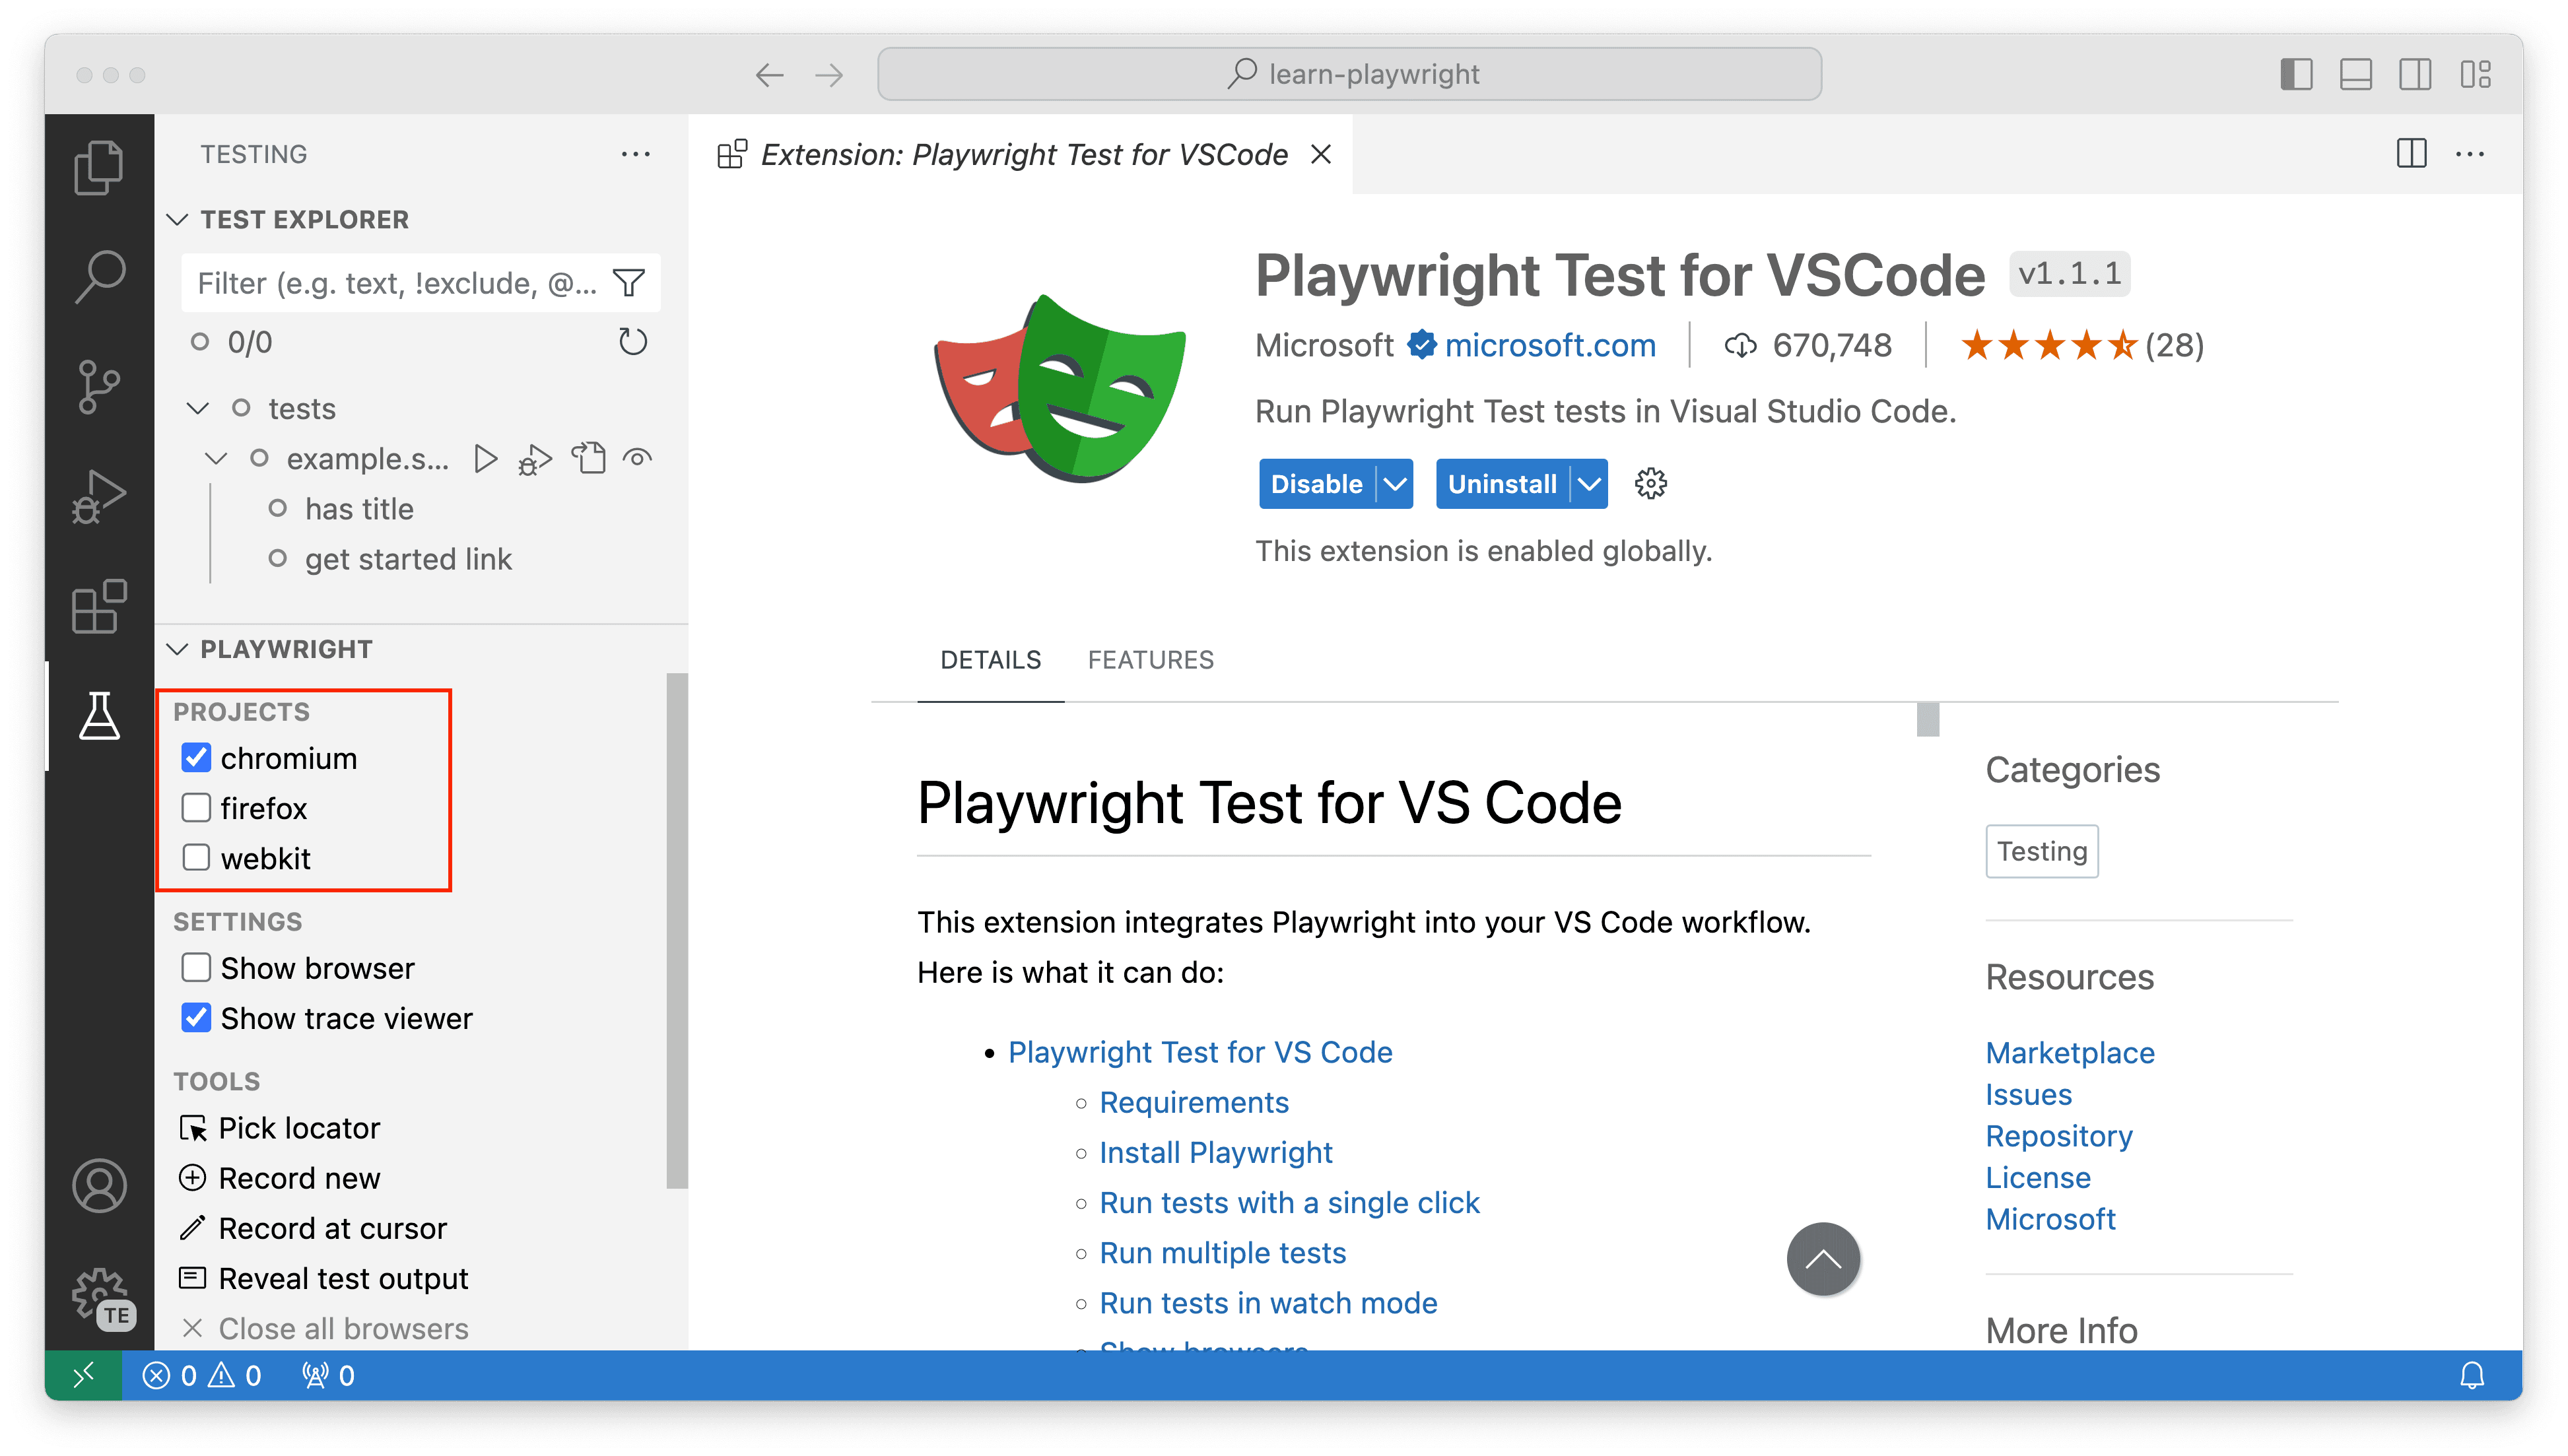 learn-playwright
TESTING
TEST EXPLORER
Filter (e.g. text, !exclude, @...
0/0
tests
example.s...
has title
get started link
PLAYWRIGHT
PROJECTS
chromium
firefox
webkit
SETTINGS
Show browser
Show trace viewer
TOOLS
Pick locator
Record new
Record at cursor
Reveal test output
Close all browsers
TE
Extension: Playwright Test for VSCode
Playwright Test for VSCode v1.1.1
Microsoft microsoft.com 670,748 (28)
Run Playwright Test tests in Visual Studio Code.
Disable Uninstall
This extension is enabled globally.
DETAILS FEATURES
Playwright Test for VS Code
This extension integrates Playwright into your VS Code workflow.
Here is what it can do:
Playwright Test for VS Code
Requirements
Install Playwright
Run tests with a single click
Run multiple tests
Run tests in watch mode
Show browsers
Categories
Testing
Resources
Marketplace
Issues
Repository
License
Microsoft
More Info
0 0 0